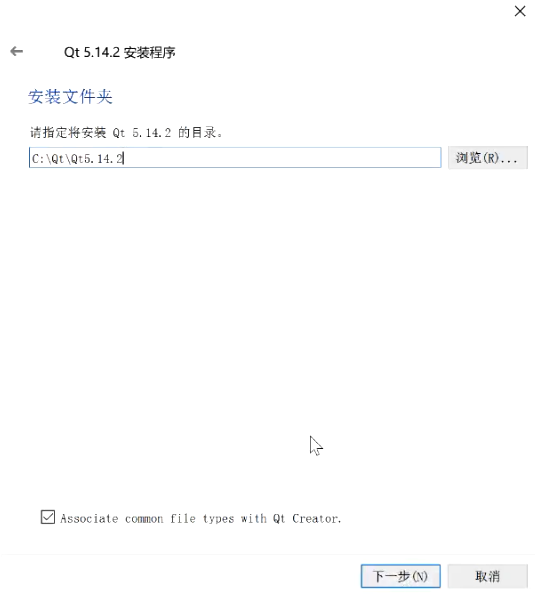 Qt 5.14.2 安装程序
安装文件夹
请指定将安装 Qt 5.14.2 的目录。
C:\Qt\Qt5.14.2
浏览(R)...
Associate common file types with Qt Creator.
下一步(N)
取消